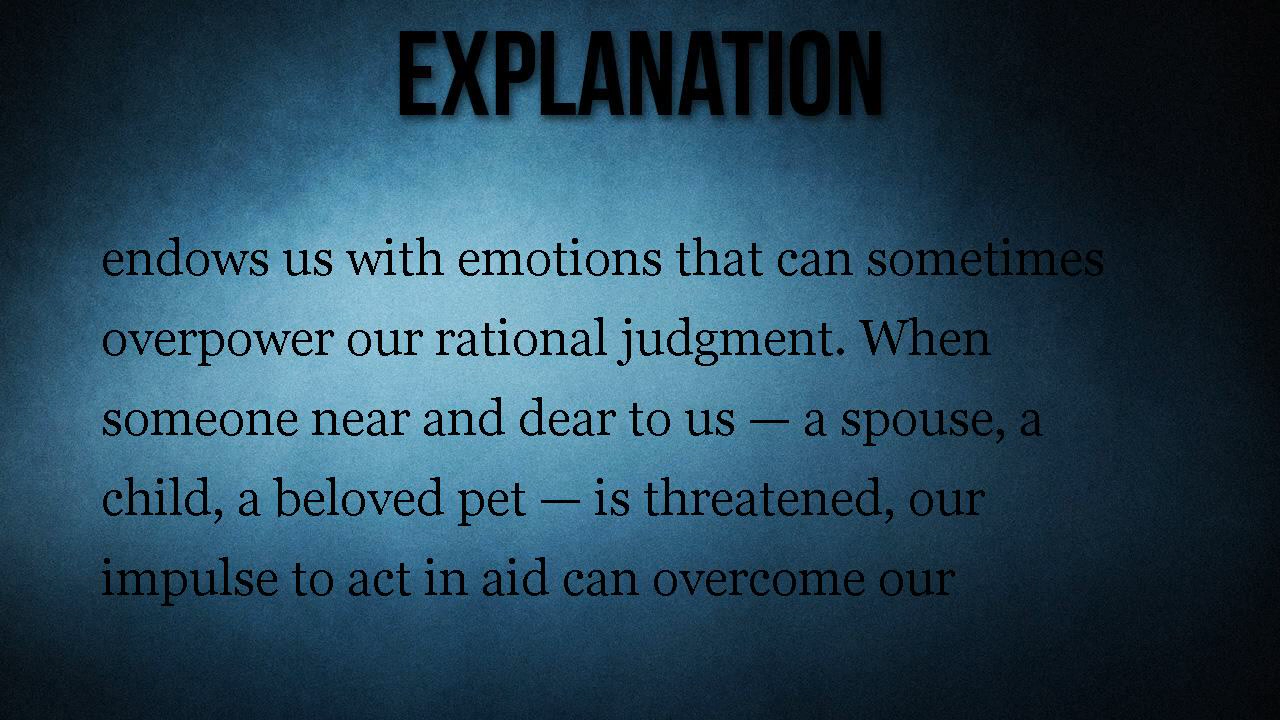 EXPLANATION
endows us with emotions that can sometimes
overpower our rational judgment. When
someone near and dear to us — a spouse, a
child, a beloved pet — is threatened, our
impulse to act in aid can overcome our